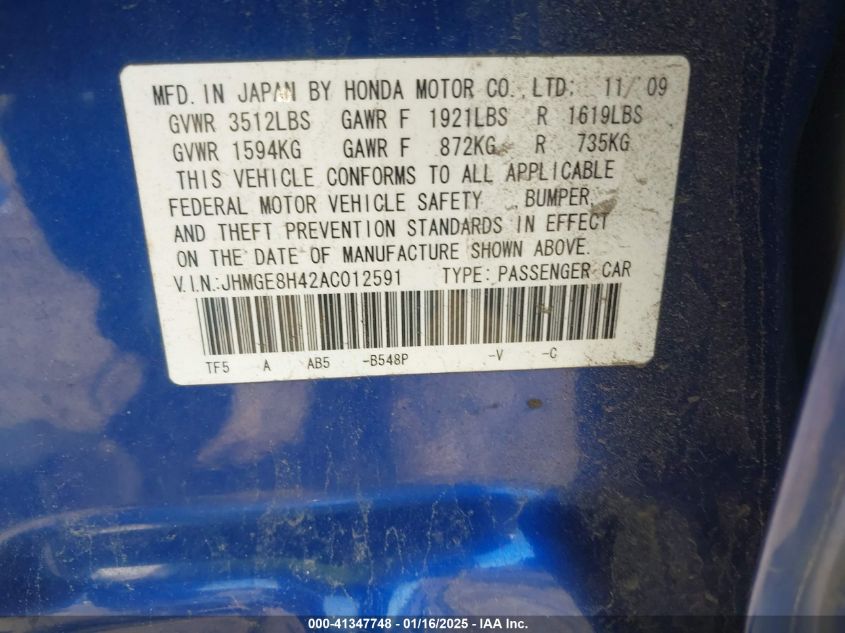 MFD. IN JAPAN BY HONDA MOTOR CO., LTD: 11/ 09
GVWR 3512LBS GAWR F 1921LBS R 1619LBS
GVWR 1594KG GAWR F 872KG R 735KG
THIS VEHICLE CONFORMS TO ALL APPLICABLE
FEDERAL MOTOR VEHICLE SAFETY, BUMPER,
AND THEFT PREVENTION STANDARDS IN EFFECT
ON THE DATE OF MANUFACTURE SHOWN ABOVE.
V.I.N.:JHMGE8H42AC012591 TYPE: PASSENGER CAR
TF5 A AB5 -B548P -V -C
000-41347748 - 01/16/2025 - IAA Inc.